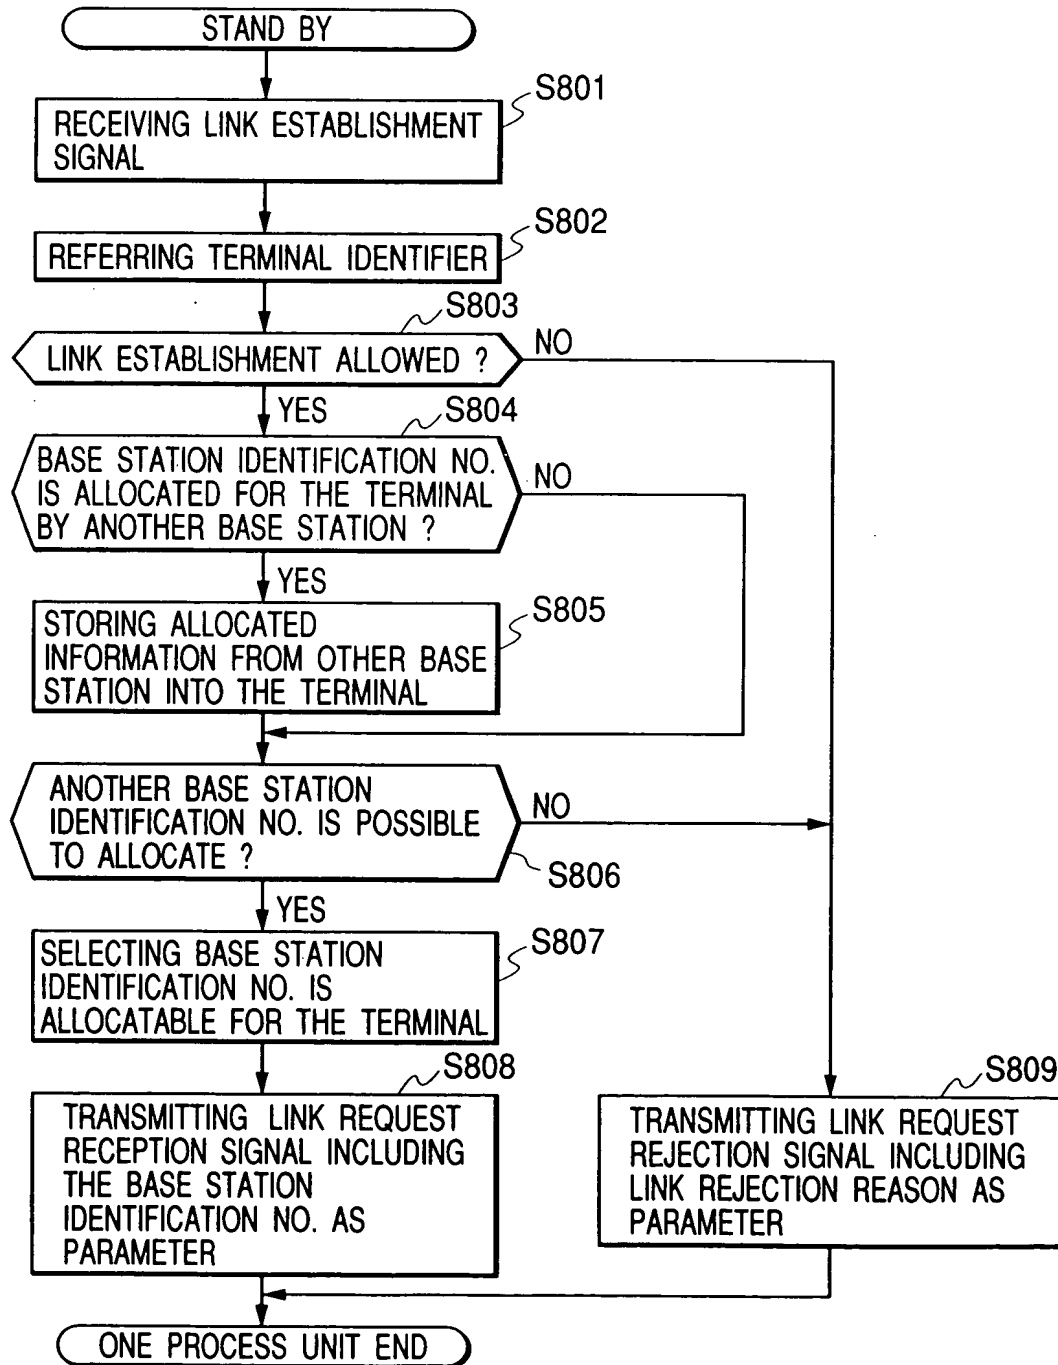 STAND BY
S801
RECEIVING LINK ESTABLISHMENT
SIGNAL
S802
REFERRING TERMINAL IDENTIFIER
S803
LINK ESTABLISHMENT ALLOWED ?
NO
YES
S804
BASE STATION IDENTIFICATION NO.
IS ALLOCATED FOR THE TERMINAL
BY ANOTHER BASE STATION ?
NO
YES
S805
STORING ALLOCATED
INFORMATION FROM OTHER BASE
STATION INTO THE TERMINAL
ANOTHER BASE STATION
IDENTIFICATION NO. IS POSSIBLE
TO ALLOCATE ?
NO
S806
YES
S807
SELECTING BASE STATION
IDENTIFICATION NO. IS
ALLOCATABLE FOR THE TERMINAL
S808
TRANSMITTING LINK REQUEST
RECEPTION SIGNAL INCLUDING
THE BASE STATION
IDENTIFICATION NO. AS
PARAMETER
S809
TRANSMITTING LINK REQUEST
REJECTION SIGNAL INCLUDING
LINK REJECTION REASON AS
PARAMETER
ONE PROCESS UNIT END